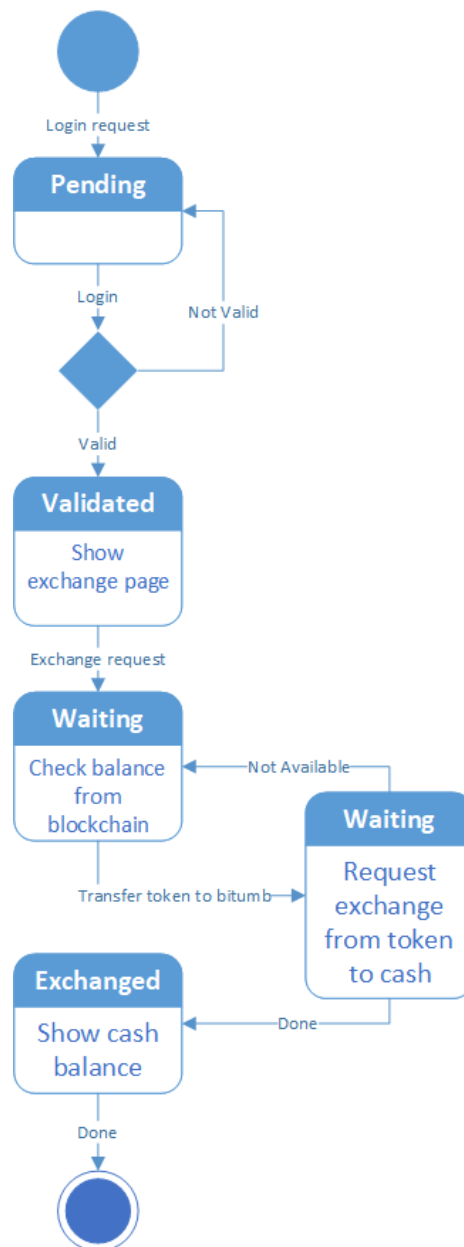 Login request
Pending
Login
Not Valid
Valid
Validated
Show
exchange page
Exchange request
Waiting
Check balance
from
blockchain
Not Available
Waiting
Request
exchange
from token
to cash
Transfer token to bitumb
Exchanged
Show cash
balance
Done
Done